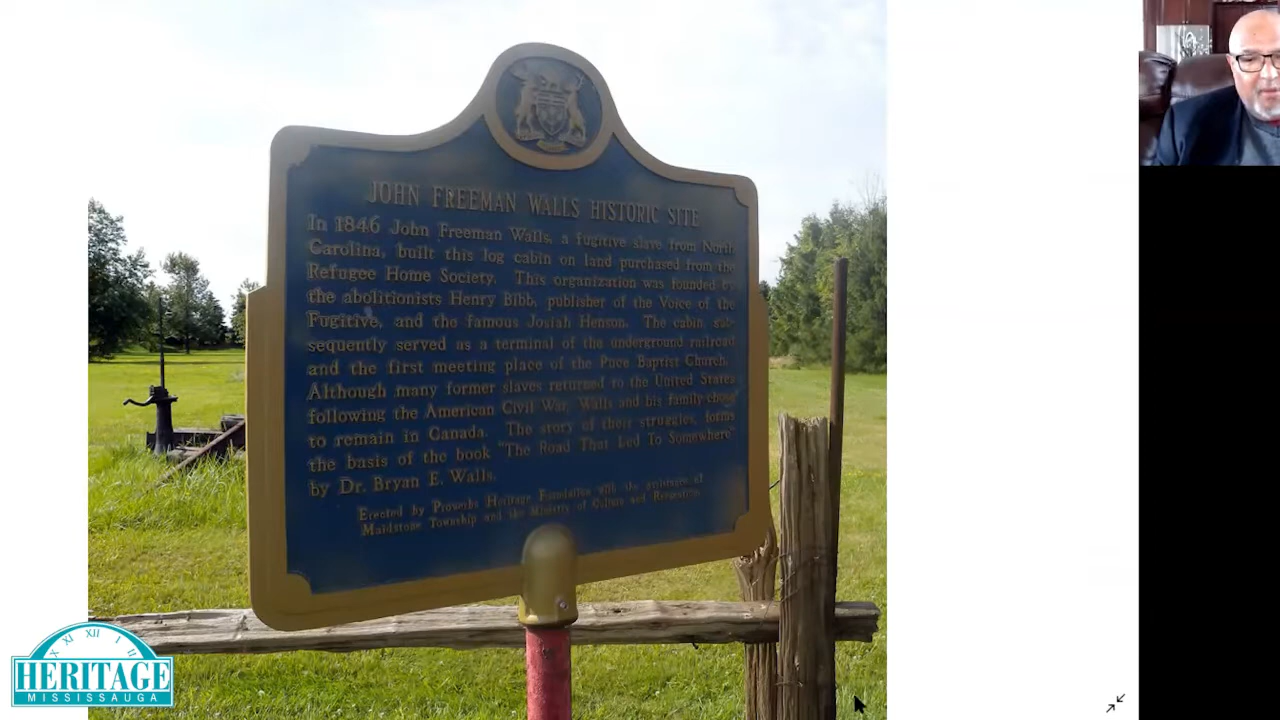 JOHN FREEMAN WALLS HISTORIC SITE
In 1846 John Freeman Walls, a fugitive slave from North
Carolina, built this log cabin on land purchased from the
Refugee Home Society. This organization was founded by
the abolitionists Henry Bibb, publisher of the Voice of the
Fugitive, and the famous Josiah Henson. The cabin, sub-
sequently served as a terminal of the underground railroad
and the first meeting place of the Puce Baptist Church.
Although many former slaves returned to the United States
following the American Civil War, Walls and his family chose
to remain in Canada. The story of their struggles, forms
the basis of the book "The Road That Led To Somewhere"
by Dr. Bryan E. Walls.
Erected by Proverbs Heritage Foundation with the assistance of
Maidstone Township and the Ministry of Culture and Recreation.
XI XII I II
HERITAGE
MISSISSAUGA